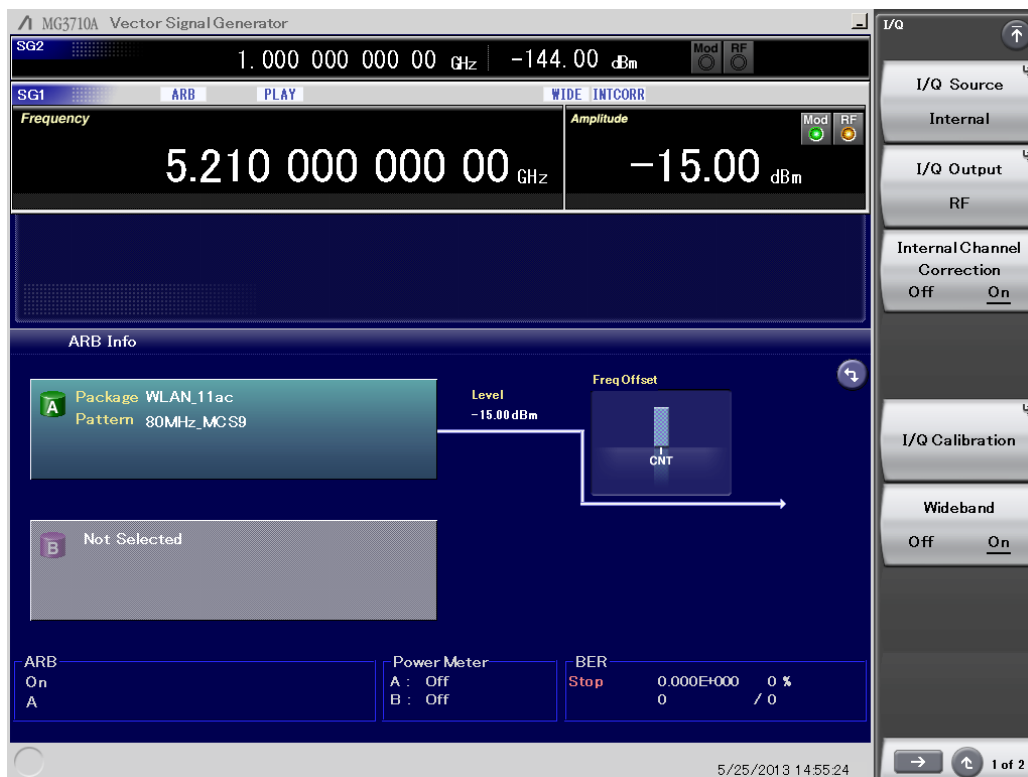 MG3710A Vector Signal Generator
SG2
1. 000 000 000 00 GHz -144. 00 dBm
Mod RF
SG1 ARB PLAY WIDE INTCORR
Frequency
5.210 000 000 00 GHz
Amplitude
Mod RF
-15.00 dBm
ARB Info
A
Package WLAN_11ac
Pattern 80MHz_MCS9
Level
-15.00 dBm
Freq Offset
CNT
B
Not Selected
ARB
On
A
Power Meter
A : Off
B : Off
BER
Stop 0.000E+000 0 %
0 / 0
5/25/2013 14:55:24
I/Q
I/Q Source
Internal
I/Q Output
RF
Internal Channel
Correction
Off On
I/Q Calibration
Wideband
Off On
1 of 2